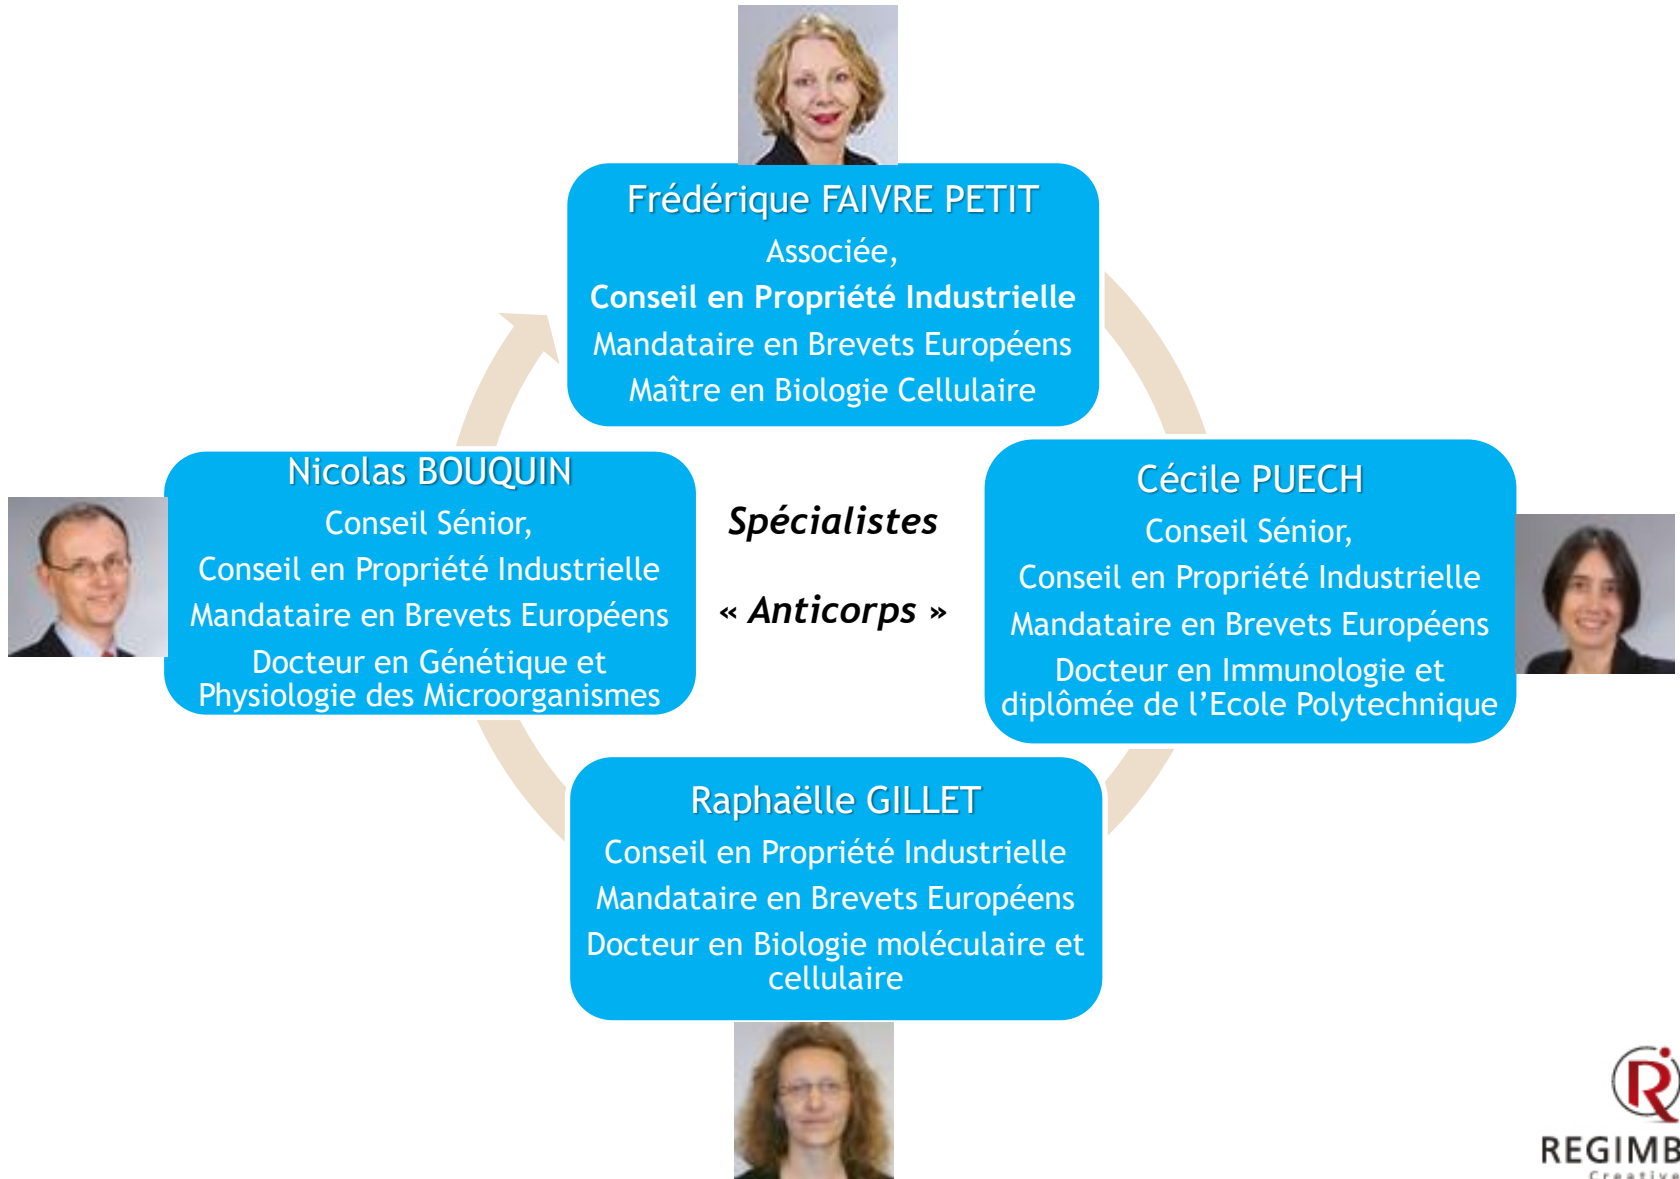 Frédérique FAIVRE PETIT
Associée,
Conseil en Propriété Industrielle
Mandataire en Brevets Européens
Maître en Biologie Cellulaire
Nicolas BOUQUIN
Conseil Sénior,
Conseil en Propriété Industrielle
Mandataire en Brevets Européens
Docteur en Génétique et
Physiologie des Microorganismes
Spécialistes
« Anticorps »
Cécile PUECH
Conseil Sénior,
Conseil en Propriété Industrielle
Mandataire en Brevets Européens
Docteur en Immunologie et
diplômée de l’Ecole Polytechnique
Raphaëlle GILLET
Conseil en Propriété Industrielle
Mandataire en Brevets Européens
Docteur en Biologie moléculaire et
cellulaire
R
REGIMB
Creative